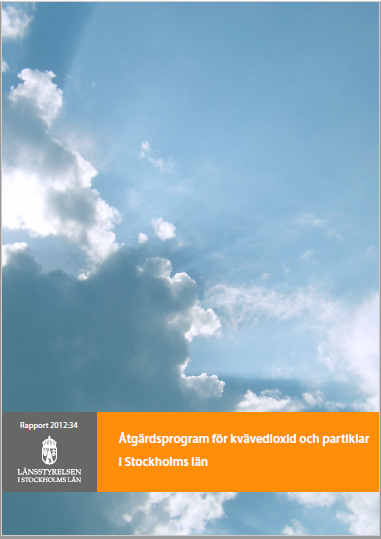 Rapport 2012:34
LÄNSSTYRELSEN
I STOCKHOLMS LÄN
Åtgärdsprogram för kvävedioxid och partiklar
i Stockholms län